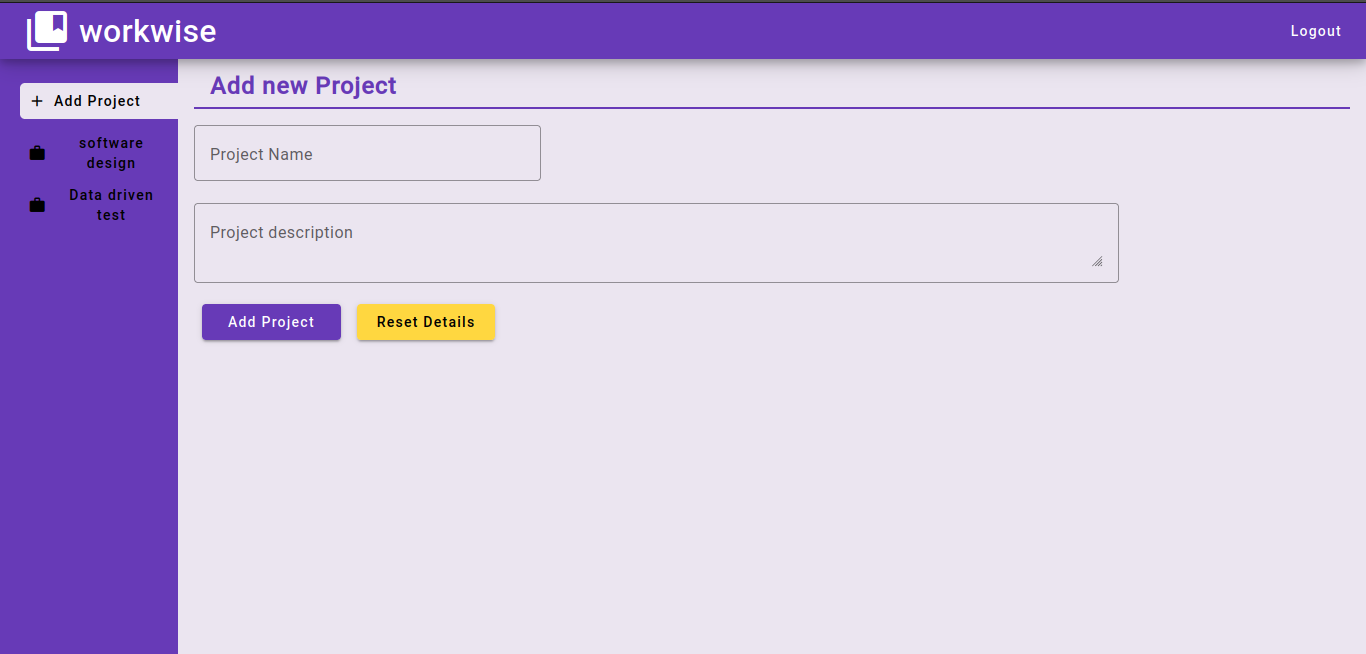 workwise
Logout
+ Add Project
software
design
Data driven
test
Add new Project
Project Name
Project description
Add Project
Reset Details